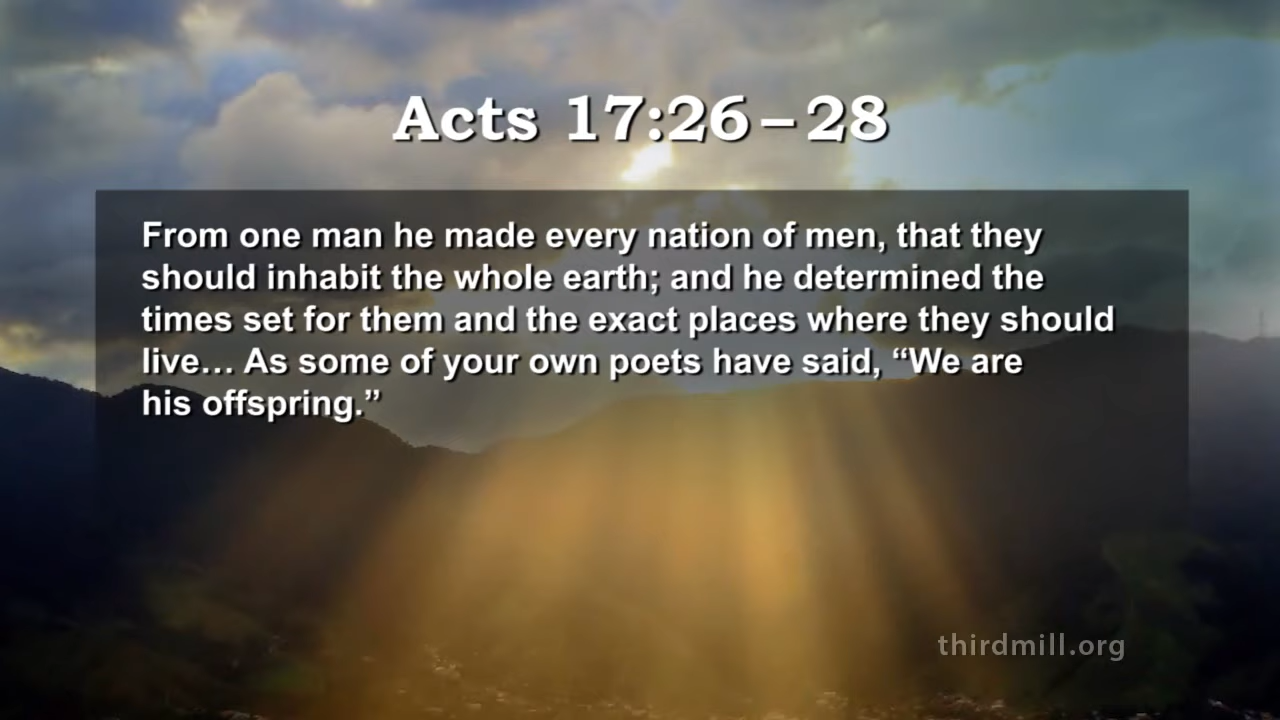 Acts 17:26–28
From one man he made every nation of men, that they
should inhabit the whole earth; and he determined the
times set for them and the exact places where they should
live… As some of your own poets have said, “We are
his offspring.”
thirdmill.org